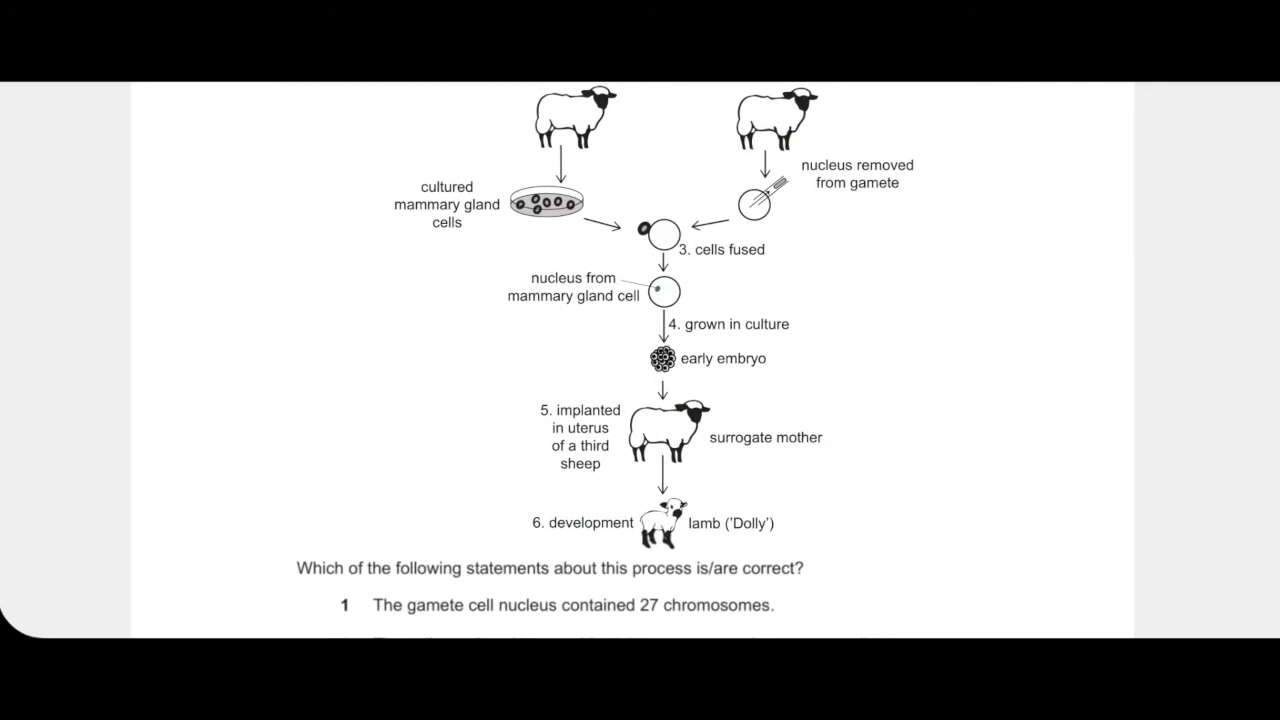 nucleus removed
from gamete
cultured
mammary gland
cells
3. cells fused
nucleus from
mammary gland cell
4. grown in culture
early embryo
5. implanted
in uterus
of a third
sheep
surrogate mother
6. development
lamb ('Dolly')
Which of the following statements about this process is/are correct?
1 The gamete cell nucleus contained 27 chromosomes.